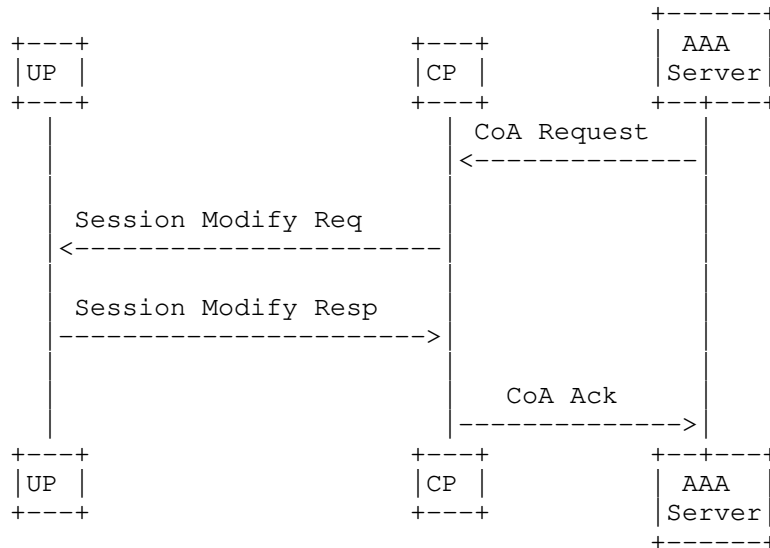 UP
CP
AAA
Server
CoA Request
Session Modify Req
Session Modify Resp
CoA Ack
UP
CP
AAA
Server